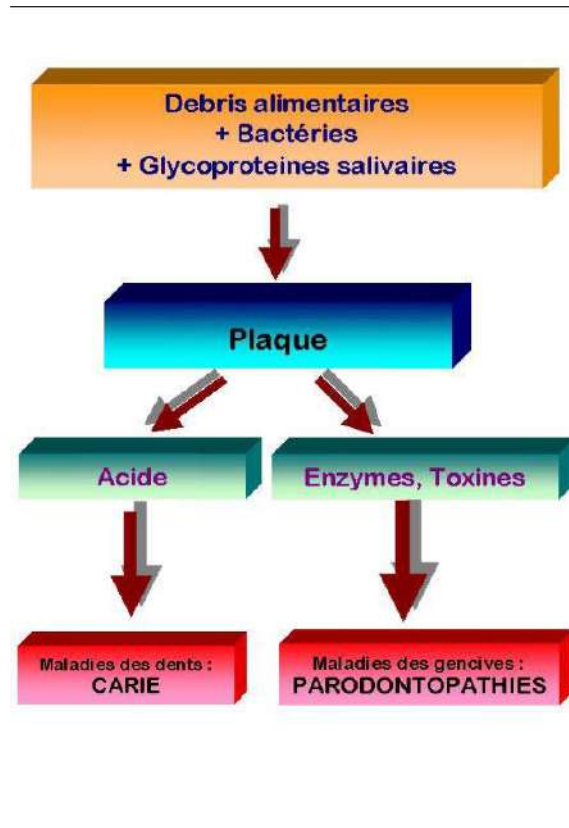 Debris alimentaires
+ Bactéries
+ Glycoproteines salivaires
Plaque
Acide
Enzymes, Toxines
Maladies des dents :
CARIE
Maladies des gencives :
PARODONTOPATHIES